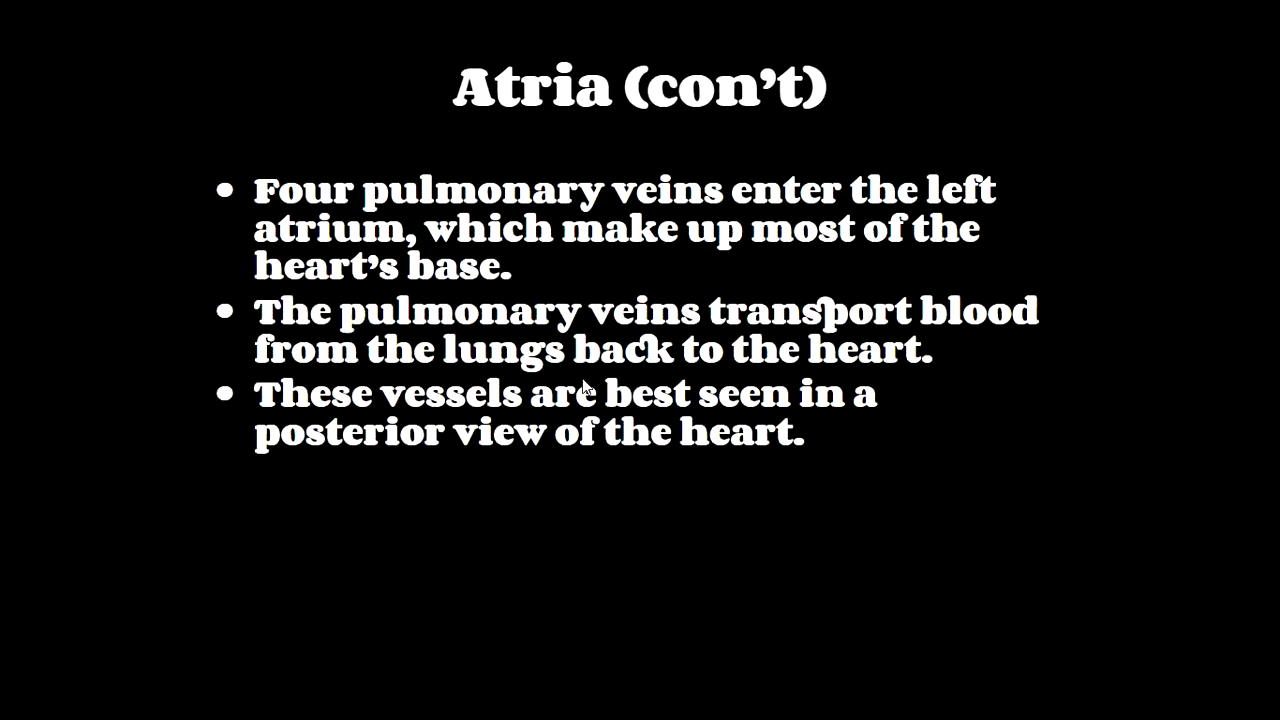 Atria (con't)
• Four pulmonary veins enter the left
atrium, which make up most of the
heart's base.
• The pulmonary veins transport blood
from the lungs back to the heart.
• These vessels are best seen in a
posterior view of the heart.